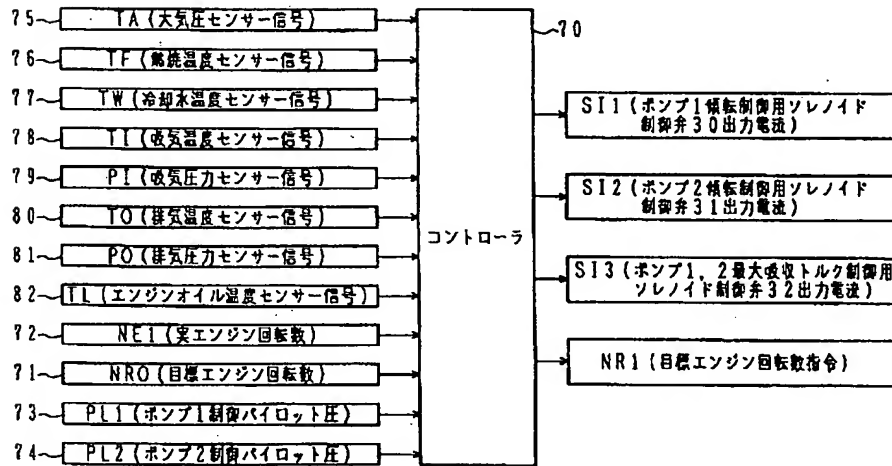 75 TA(大気圧センサー信号)
76 TF(燃焼温度センサー信号)
77 TW(冷却水温度センサー信号)
78 TI(吸気温度センサー信号)
79 PI(吸気圧力センサー信号)
80 TO(排気温度センサー信号)
81 PO(排気圧力センサー信号)
82 TL(エンジンオイル温度センサー信号)
72 NE1(実エンジン回転数)
71 NRO(目標エンジン回転数)
73 PL1(ポンプ1制御パイロット圧)
74 PL2(ポンプ2制御パイロット圧)
70
コントローラ
SI1(ポンプ1傾転制御用ソレノイド
制御弁30出力電流)
SI2(ポンプ2傾転制御用ソレノイド
制御弁31出力電流)
SI3(ポンプ1,2最大吸収トルク制御用
ソレノイド制御弁32出力電流)
NR1(目標エンジン回転数指令)